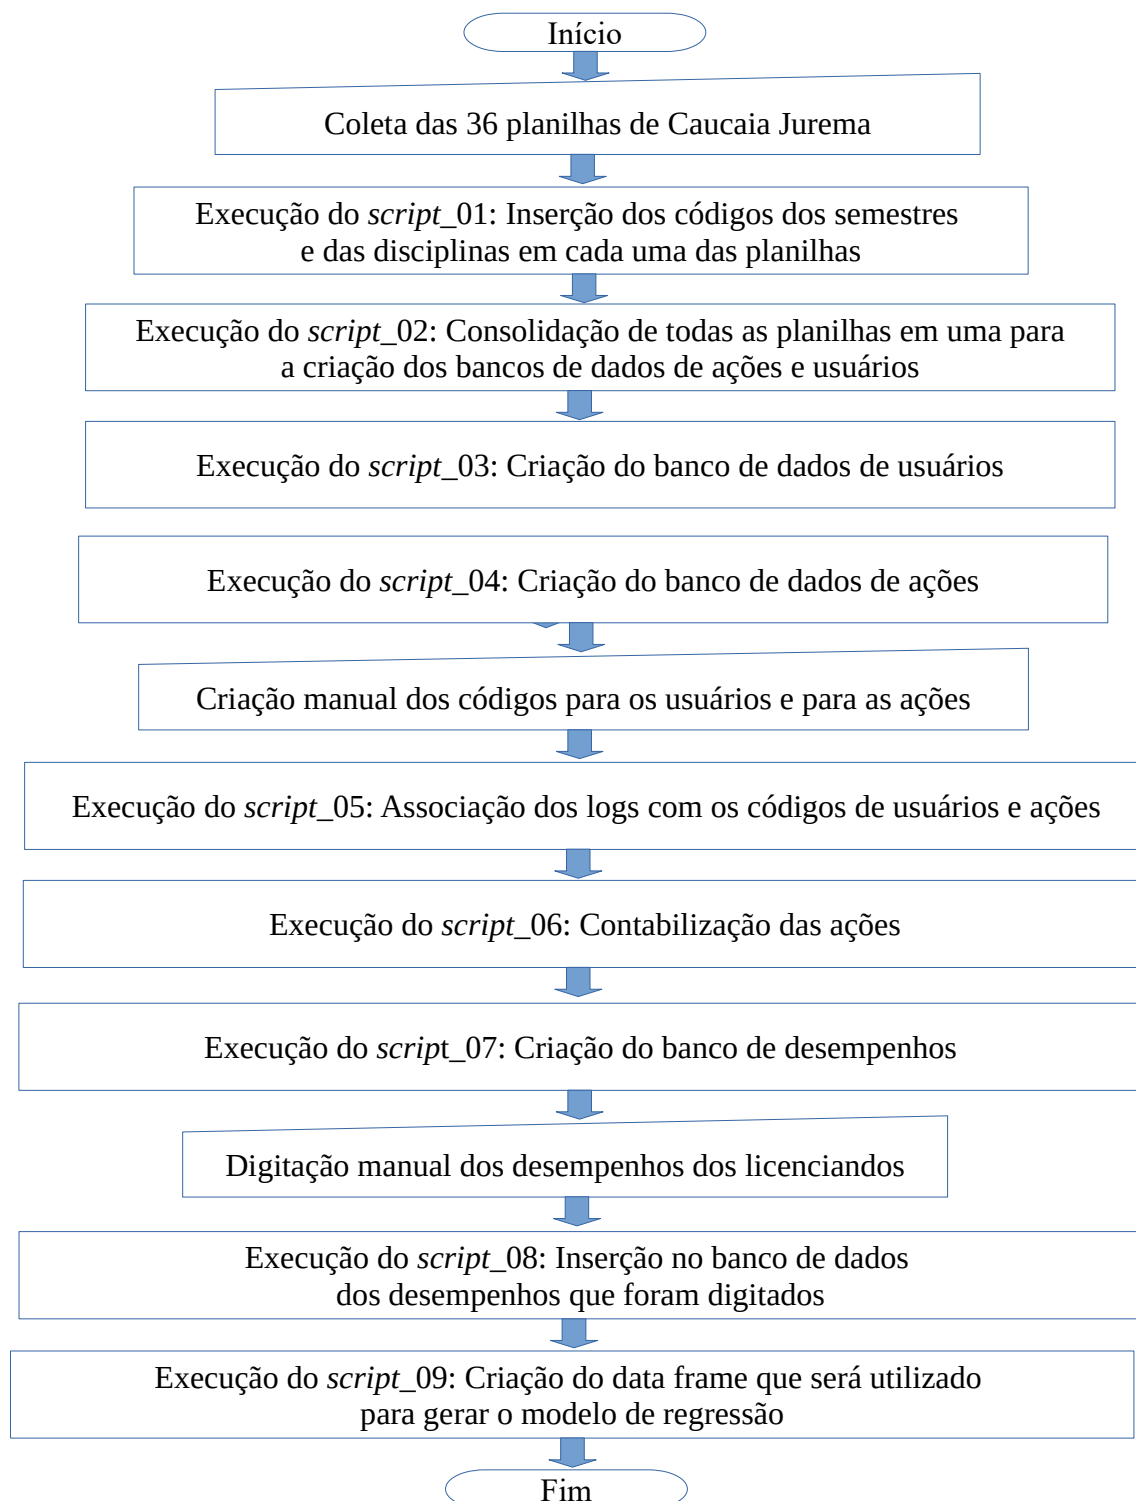 Início
Coleta das 36 planilhas de Caucaia Jurema
Execução do script_01: Inserção dos códigos dos semestres
e das disciplinas em cada uma das planilhas
Execução do script_02: Consolidação de todas as planilhas em uma para
a criação dos bancos de dados de ações e usuários
Execução do script_03: Criação do banco de dados de usuários
Execução do script_04: Criação do banco de dados de ações
Criação manual dos códigos para os usuários e para as ações
Execução do script_05: Associação dos logs com os códigos de usuários e ações
Execução do script_06: Contabilização das ações
Execução do script_07: Criação do banco de desempenhos
Digitação manual dos desempenhos dos licenciandos
Execução do script_08: Inserção no banco de dados
dos desempenhos que foram digitados
Execução do script_09: Criação do data frame que será utilizado
para gerar o modelo de regressão
Fim